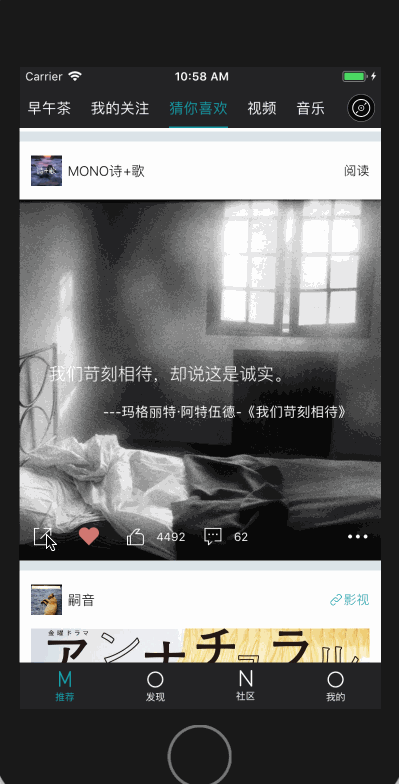 Carrier 10:58 AM
早午茶 我的关注 猜你喜欢 视频 音乐
MONO诗+歌 阅读
我们苛刻相待，却说这是诚实。
---玛格丽特·阿特伍德-《我们苛刻相待》
4492 62
嗣音 影视
金曜ドラマ
アンナチュラル
M N
推荐 发现 社区 我的